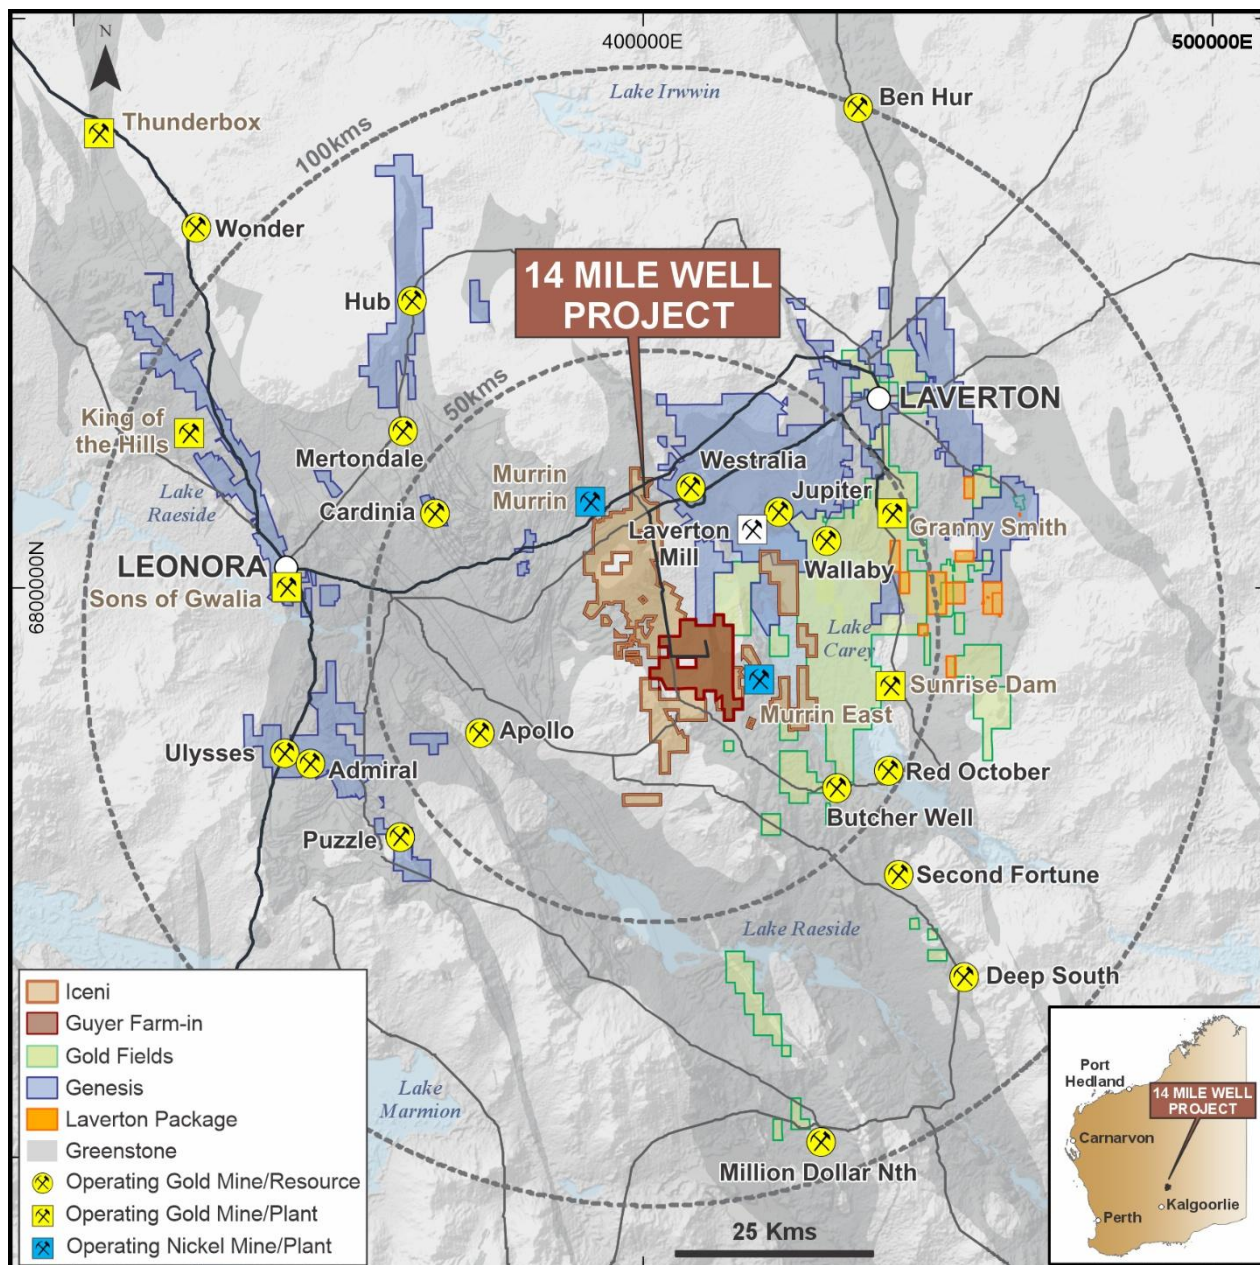 400000E
500000E
N
Lake Irwwin
Ben Hur
Thunderbox
100kms
Wonder
14 MILE WELL
PROJECT
Hub
50kms
LAVERTON
King of
the Hills
Mertondale
Westralia
Murrin
Murrin
Jupiter
Lake
Raeside
Cardinia
Laverton
Mill
Granny Smith
Wallaby
LEONORA
Sons of Gwalia
6800000N
Lake
Carey
Sunrise Dam
Murrin East
Apollo
Ulysses
Admiral
Red October
Butcher Well
Puzzle
Second Fortune
Lake Raeside
Deep South
Iceni
Guyer Farm-in
Gold Fields
Genesis
Laverton Package
Greenstone
Operating Gold Mine/Resource
Operating Gold Mine/Plant
Operating Nickel Mine/Plant
Lake
Marmion
Million Dollar Nth
25 Kms
Port
Hedland
14 MILE WELL
PROJECT
Carnarvon
Kalgoorlie
Perth